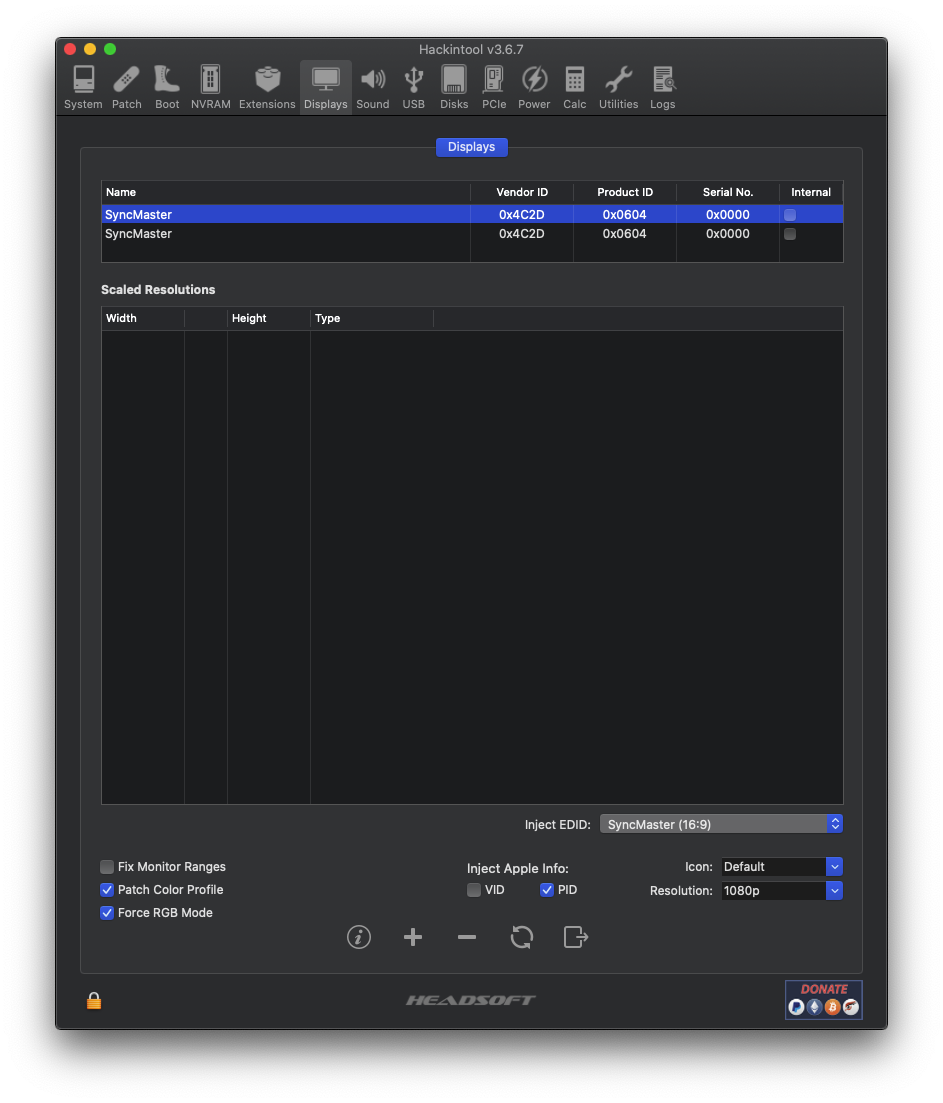 Hackintool v3.6.7
System Patch Boot NVRAM Extensions Displays Sound USB Disks PCIe Power Calc Utilities Logs
Displays
Name Vendor ID Product ID Serial No. Internal
SyncMaster 0x4C2D 0x0604 0x0000
SyncMaster 0x4C2D 0x0604 0x0000
Scaled Resolutions
Width Height Type
Inject EDID: SyncMaster (16:9)
Fix Monitor Ranges Inject Apple Info: Icon: Default
Patch Color Profile VID PID Resolution: 1080p
Force RGB Mode
HEADSOFT
DONATE